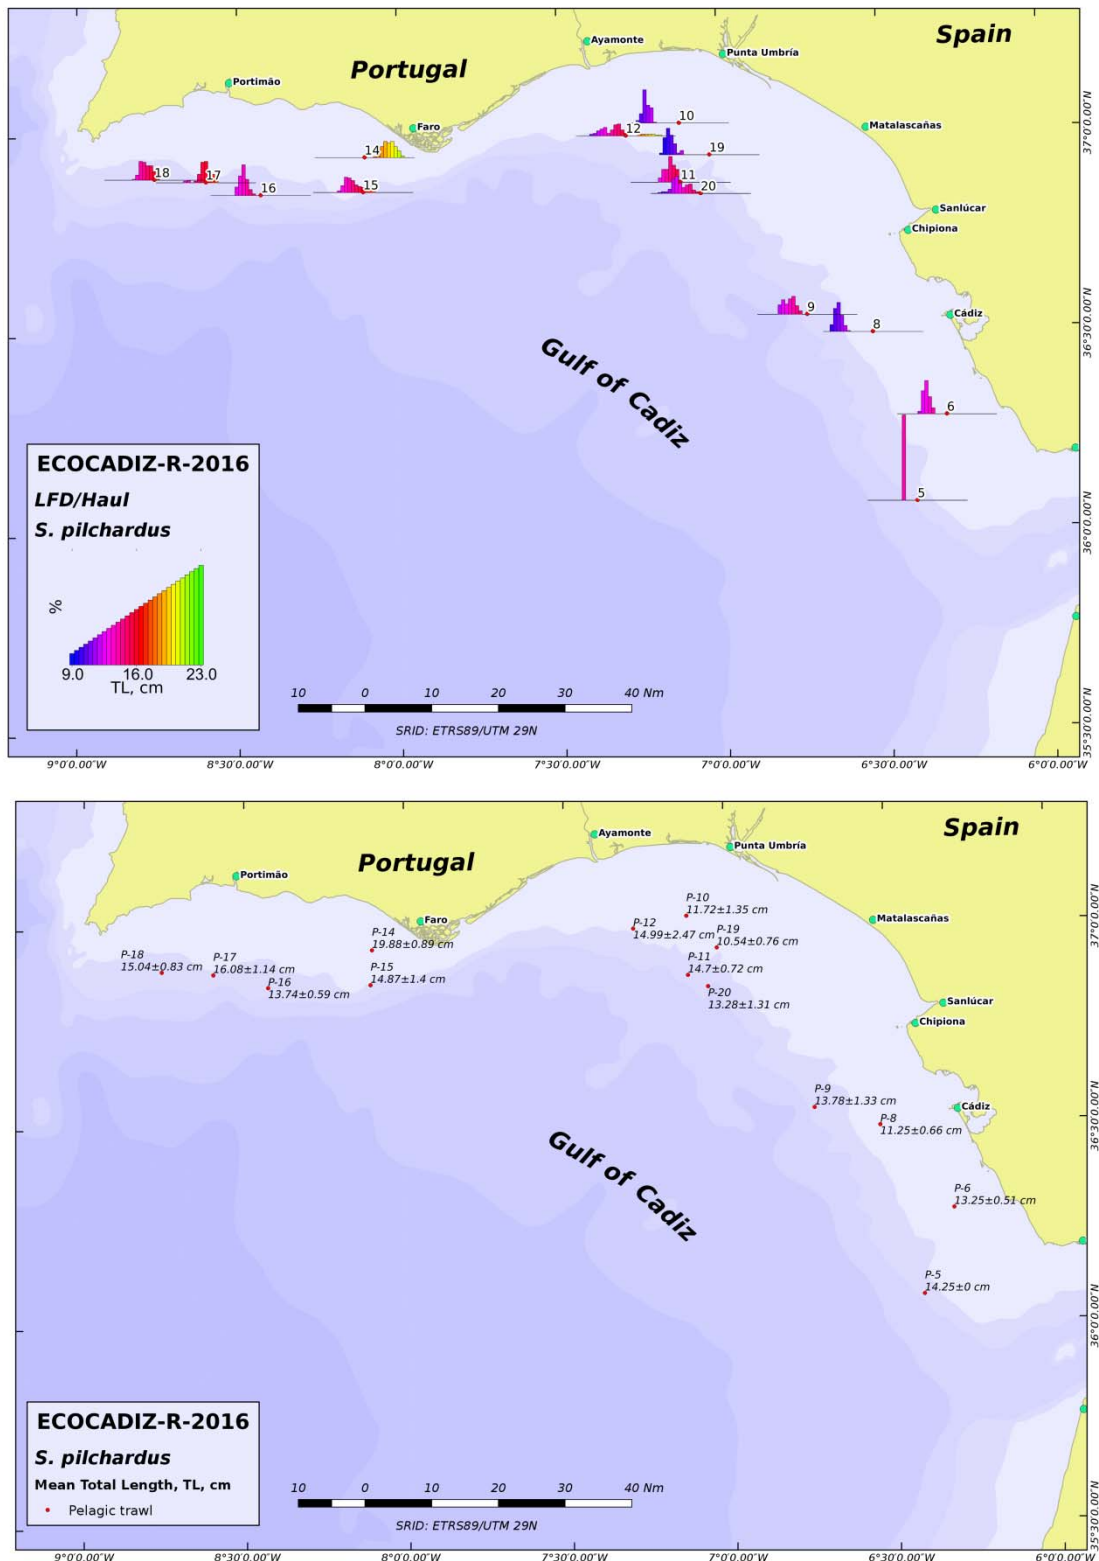 Spain
Portugal
Ayamonte
Punta Umbría
Portimão
Faro
Matalascañas
10
12
19
14
11
20
18
17
16
15
Sanlúcar
Chipiona
9
8
Cádiz
6
5
Gulf of Cadiz
37°0'0.00"N
36°30'0.00"N
36°0'0.00"N
35°30'0.00"N
ECOCADIZ-R-2016
LFD/Haul
S. pilchardus
%
9.0 16.0 23.0
TL, cm
10 0 10 20 30 40 Nm
SRID: ETRS89/UTM 29N
9°0'0.00"W 8°30'0.00"W 8°0'0.00"W 7°30'0.00"W 7°0'0.00"W 6°30'0.00"W 6°0'0.00"W
Spain
Portugal
Ayamonte
Punta Umbría
Portimão
Faro
Matalascañas
P-10
11.72±1.35 cm
P-12
14.99±2.47 cm
P-19
10.54±0.76 cm
P-14
19.88±0.89 cm
P-18
15.04±0.83 cm
P-17
16.08±1.14 cm
P-16
13.74±0.59 cm
P-15
14.87±1.4 cm
P-11
14.7±0.72 cm
P-20
13.28±1.31 cm
Sanlúcar
Chipiona
P-9
13.78±1.33 cm
P-8
11.25±0.66 cm
Cádiz
P-6
13.25±0.51 cm
P-5
14.25±0 cm
Gulf of Cadiz
37°0'0.00"N
36°30'0.00"N
36°0'0.00"N
35°30'0.00"N
ECOCADIZ-R-2016
S. pilchardus
Mean Total Length, TL, cm
Pelagic trawl
10 0 10 20 30 40 Nm
SRID: ETRS89/UTM 29N
9°0'0.00"W 8°30'0.00"W 8°0'0.00"W 7°30'0.00"W 7°0'0.00"W 6°30'0.00"W 6°0'0.00"W